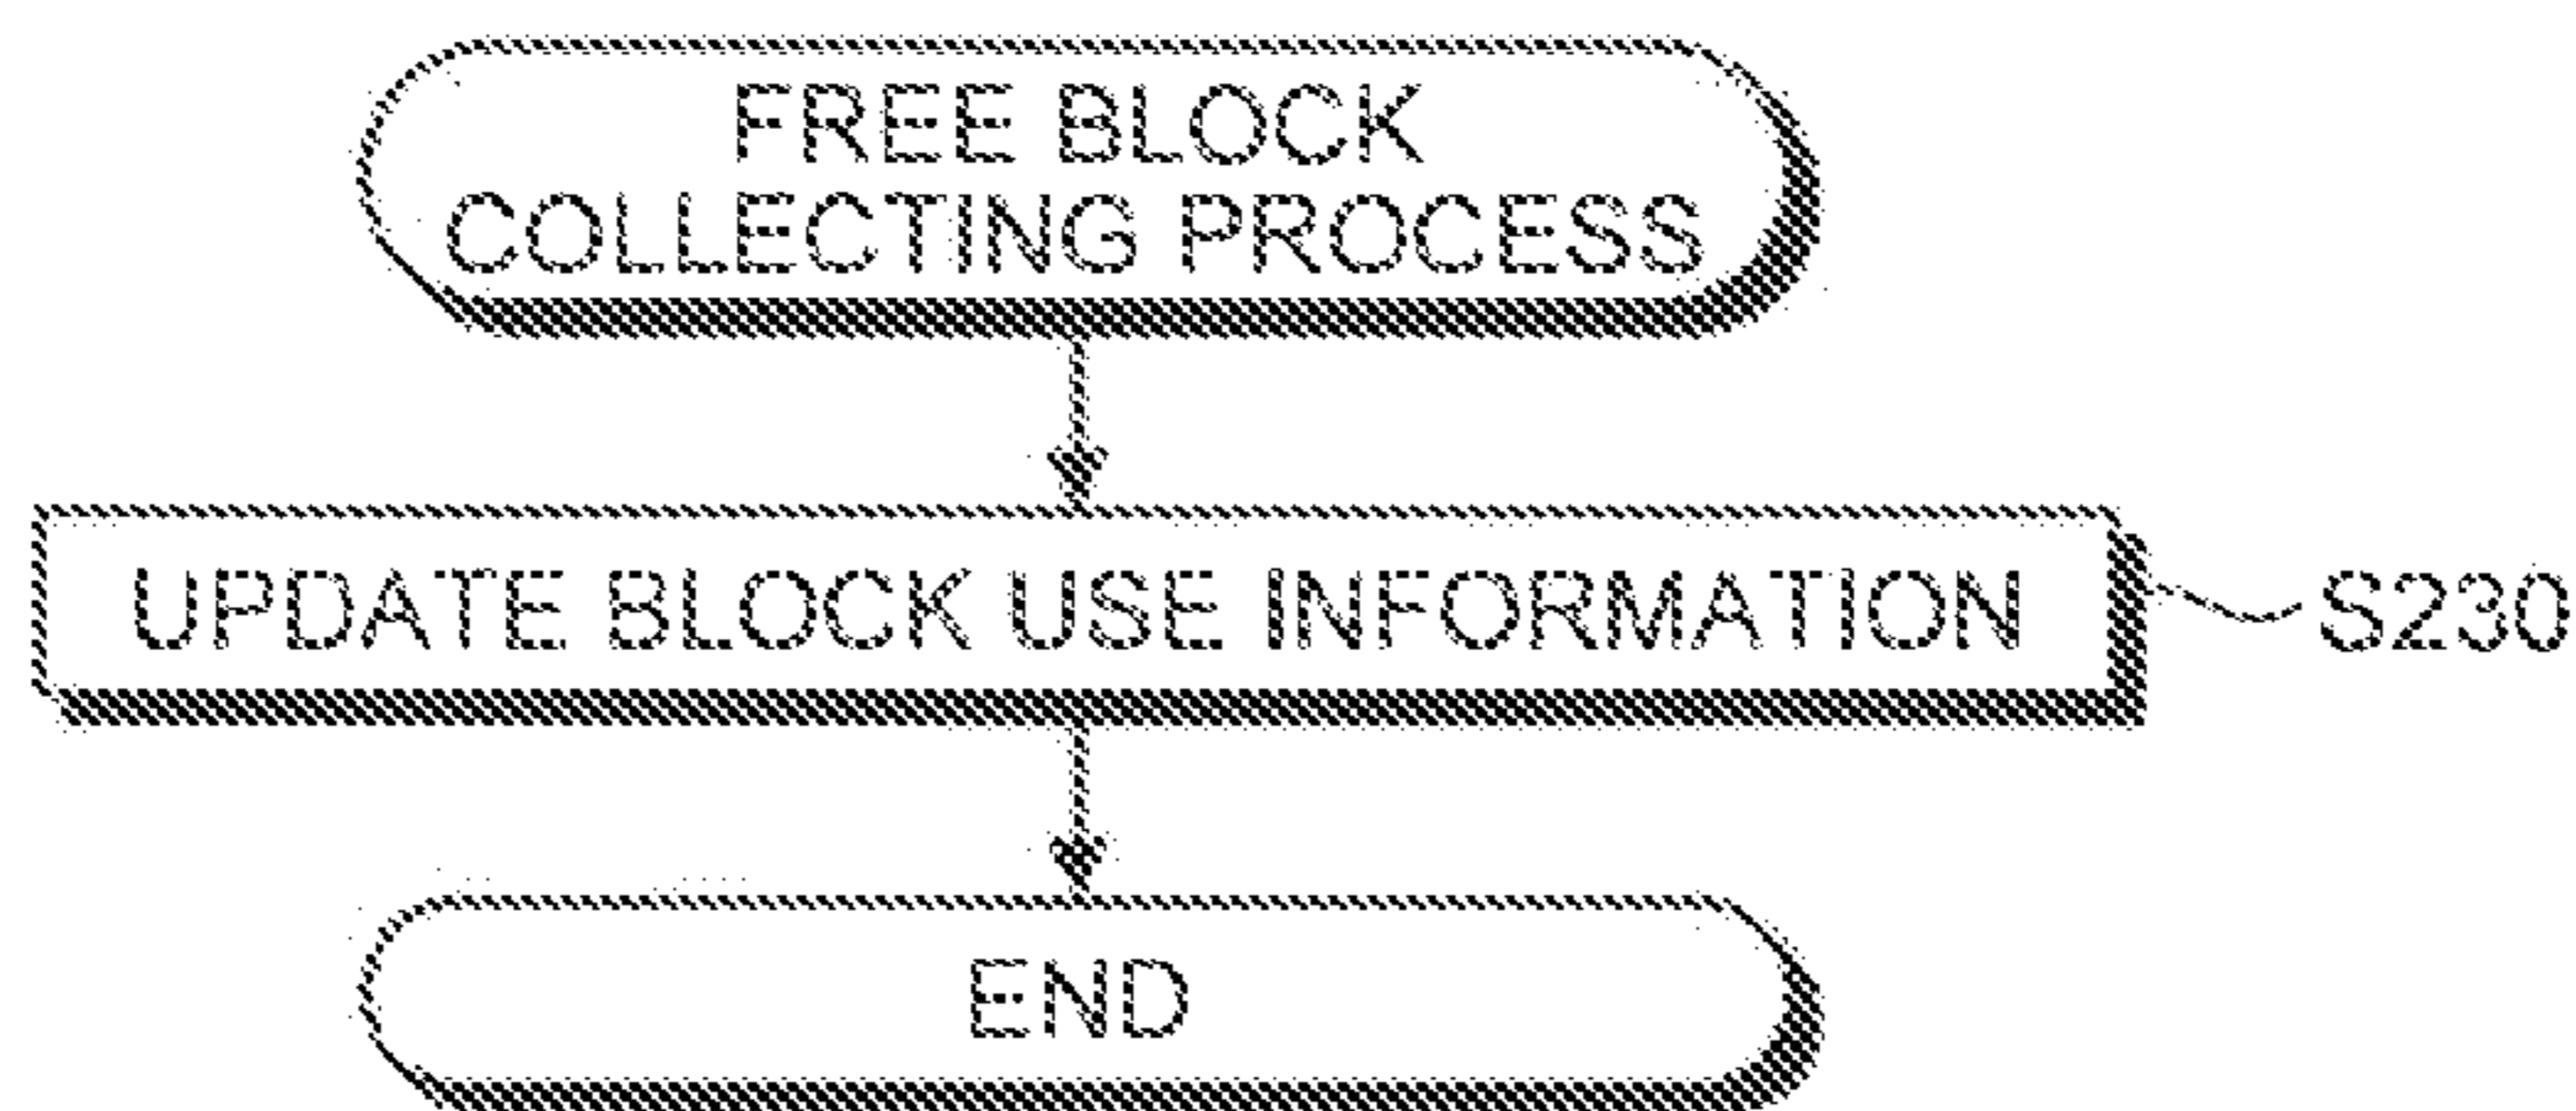 FREE BLOCK
COLLECTING PROCESS
UPDATE BLOCK USE INFORMATION
S230
END